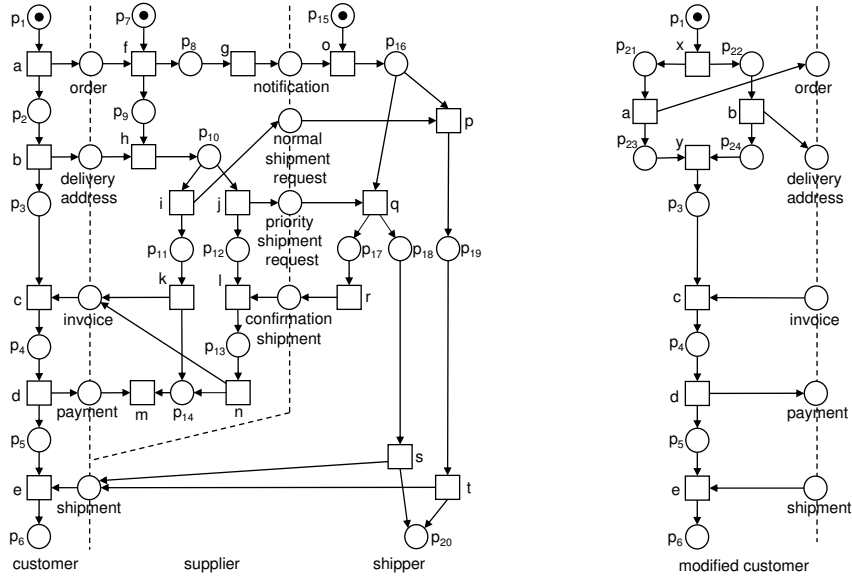 p1
p7
p15
p8
g
o
p16
a
f
order
notification
p2
p9
h
p10
normal
shipment
request
p
b
delivery
address
p3
i
j
q
priority
shipment
request
p11
p12
p17
p18
p19
k
l
r
c
invoice
confirmation
shipment
p4
p13
d
payment
m
p14
n
p5
s
e
shipment
t
p6
p20
customer
supplier
shipper
p1
x
p21
p22
order
a
b
p23
y
p24
delivery
address
p3
c
invoice
p4
d
payment
p5
e
shipment
p6
modified customer